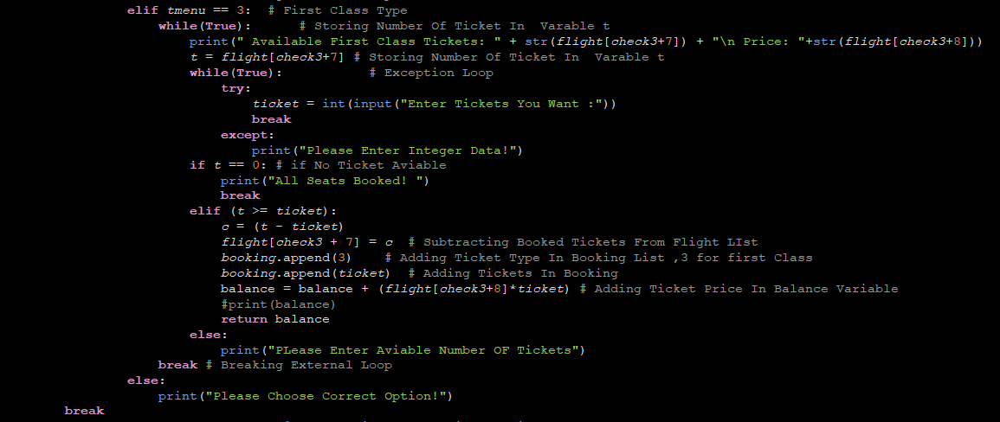 elif tmenu == 3:  # First Class Type
while(True):      # Storing Number Of Ticket In  Varable t
print(" Available First Class Tickets: " + str(flight[check3+7]) + "\n Price: "+str(flight[check3+8]))
t = flight[check3+7] # Storing Number Of Ticket In  Varable t
while(True):           # Exception Loop
try:
ticket = int(input("Enter Tickets You Want :"))
break
except:
print("Please Enter Integer Data!")
if t == 0: # if No Ticket Aviable
print("All Seats Booked! ")
break
elif (t >= ticket):
c = (t - ticket)
flight[check3 + 7] = c  # Subtracting Booked Tickets From Flight LIst
booking.append(3)    # Adding Ticket Type In Booking List ,3 for first Class
booking.append(ticket)  # Adding Tickets In Booking
balance = balance + (flight[check3+8]*ticket) # Adding Ticket Price In Balance Variable
#print(balance)
return balance
else:
print("PLease Enter Aviable Number OF Tickets")
break # Breaking External Loop
else:
print("Please Choose Correct Option!")
break